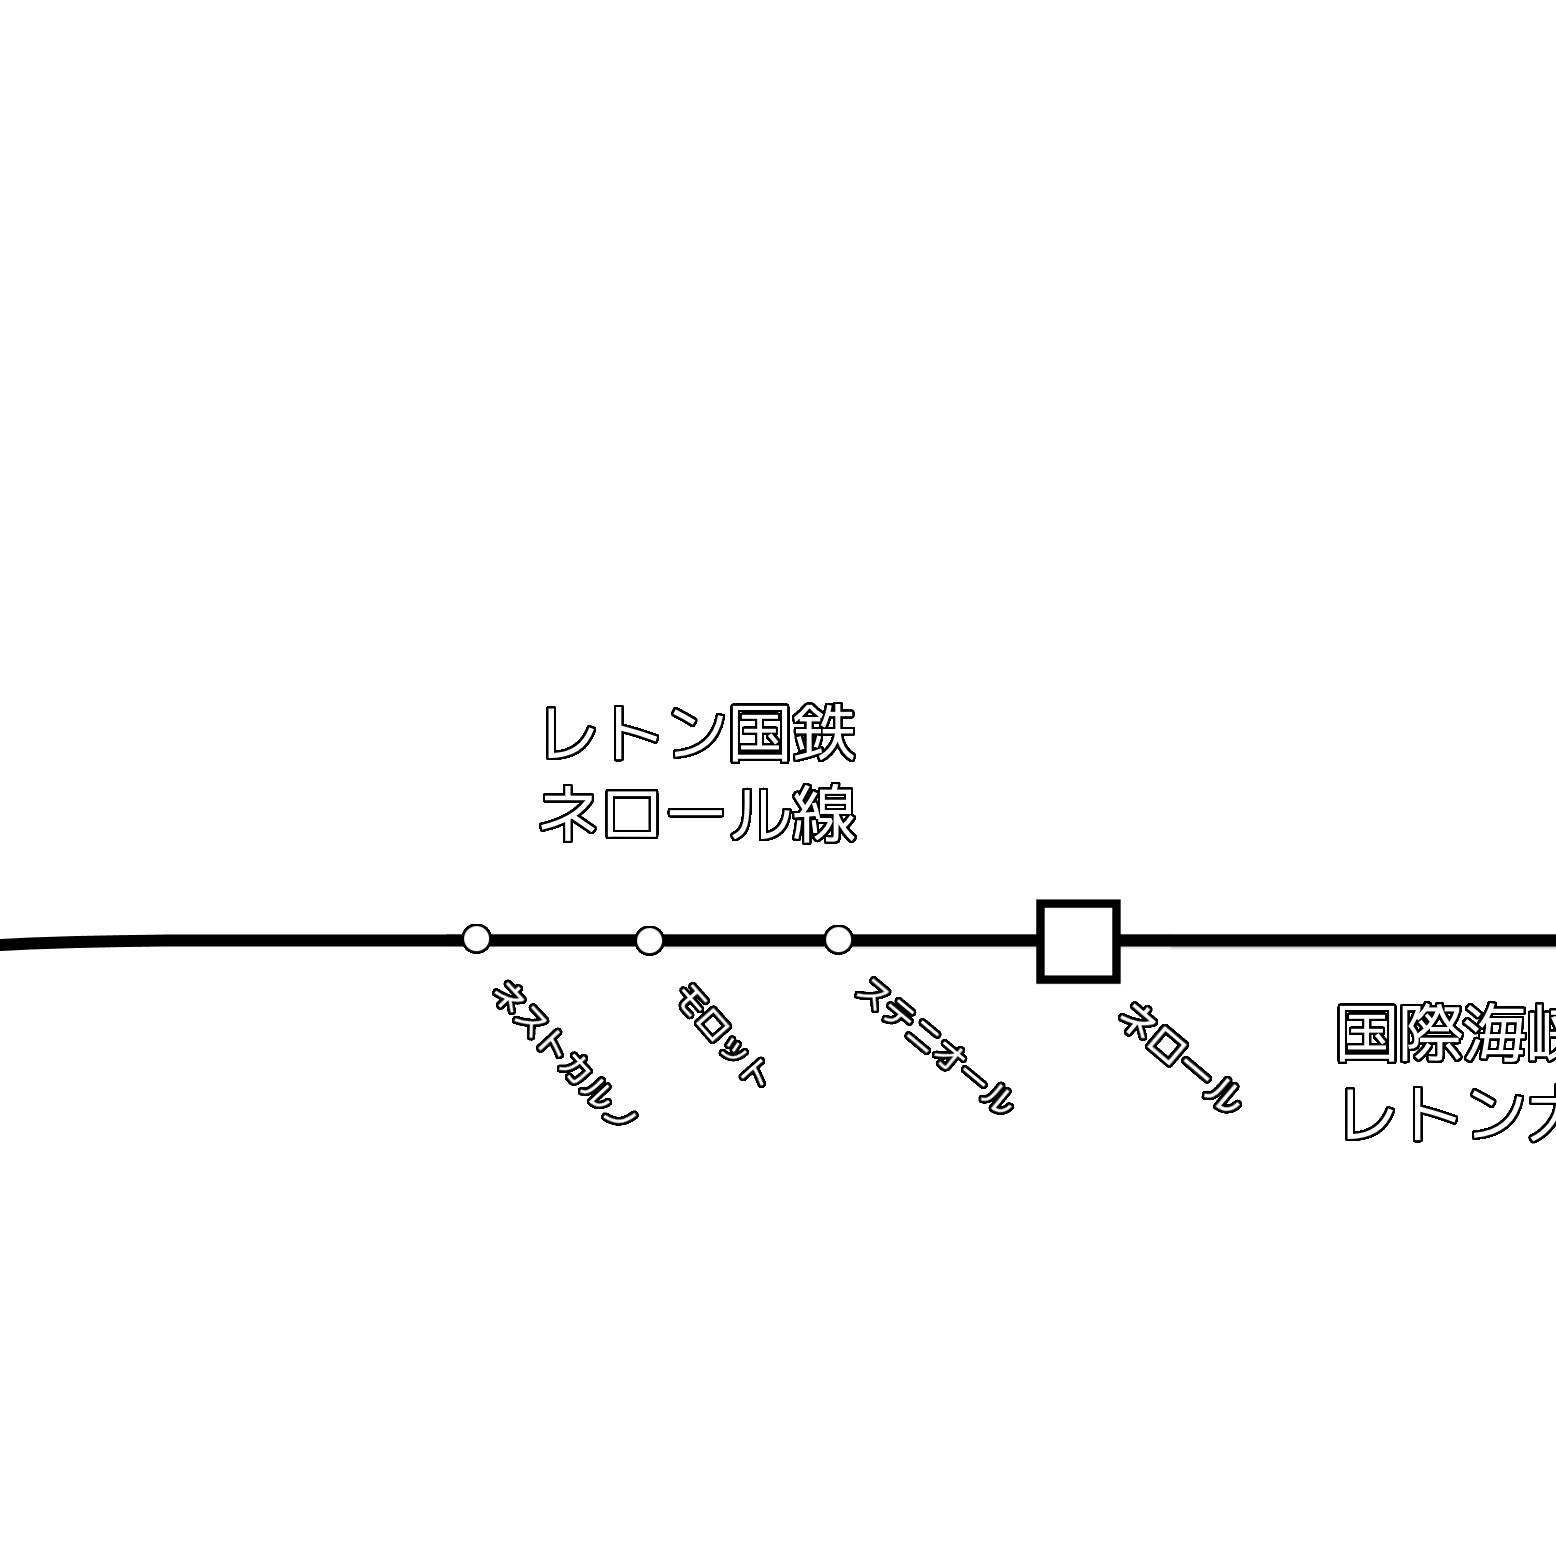 レトン国鉄
ネロール線
ネストカルノ
モロット
ステニオール
ネロール
国際海峡
レトンカ